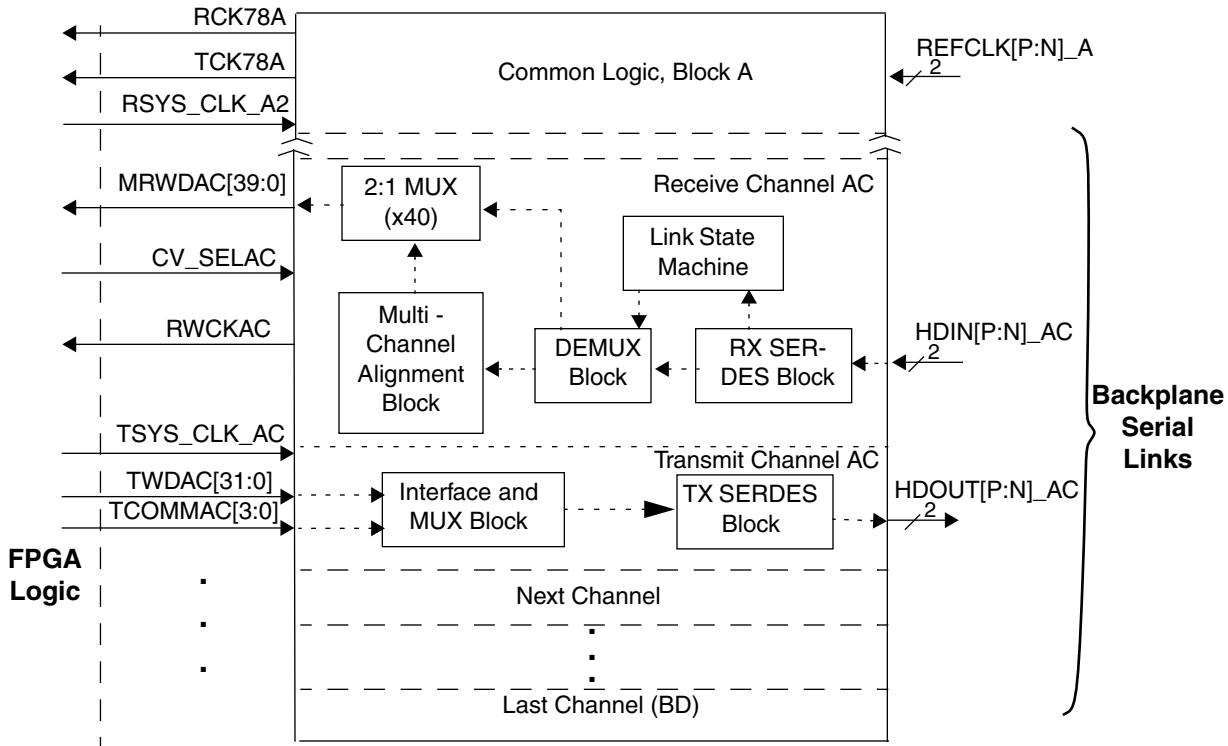 RCK78A
TCK78A
RSYS_CLK_A2
Common Logic, Block A
REFCLK[P:N]_A
2
MRWDAC[39:0]
2:1 MUX
(x40)
Receive Channel AC
Link State
Machine
CV_SELAC
RWCKAC
Multi -
Channel
Alignment
Block
DEMUX
Block
RX SER-
DES Block
HDIN[P:N]_AC
2
Backplane
Serial
Links
TSYS_CLK_AC
Transmit Channel AC
TWDAC[31:0]
TCOMMAC[3:0]
Interface and
MUX Block
TX SERDES
Block
HDOUT[P:N]_AC
2
FPGA
Logic
Next Channel
Last Channel (BD)